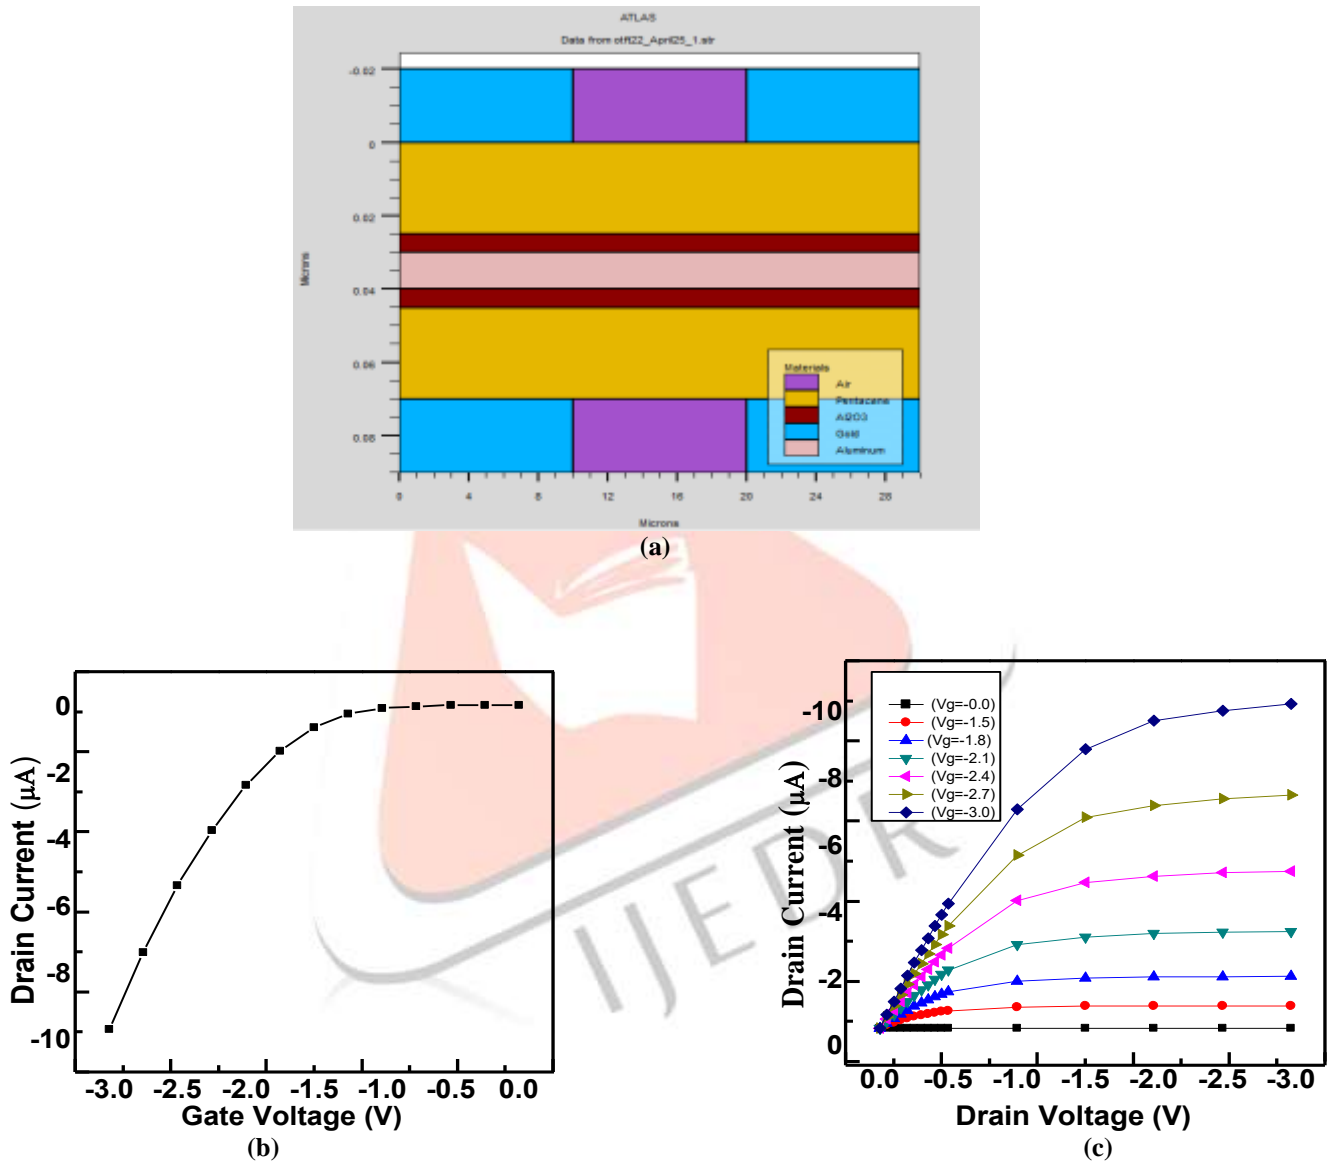 ATLAS
Data from otft22_April25_1.str
-0.02
0
0.02
0.04
0.06
0.08
Microns
Materials
Air
Pentacene
Al2O3
Gold
Aluminum
0 4 8 12 16 20 24 28
Microns
(a)
0
-2
-4
-6
-8
-10
Drain Current (µA)
-3.0 -2.5 -2.0 -1.5 -1.0 -0.5 0.0
Gate Voltage (V)
(b)
-10
-8
-6
-4
-2
0
Drain Current (µA)
(Vg=-0.0)
(Vg=-1.5)
(Vg=-1.8)
(Vg=-2.1)
(Vg=-2.4)
(Vg=-2.7)
(Vg=-3.0)
0.0 -0.5 -1.0 -1.5 -2.0 -2.5 -3.0
Drain Voltage (V)
(c)
IJEDR